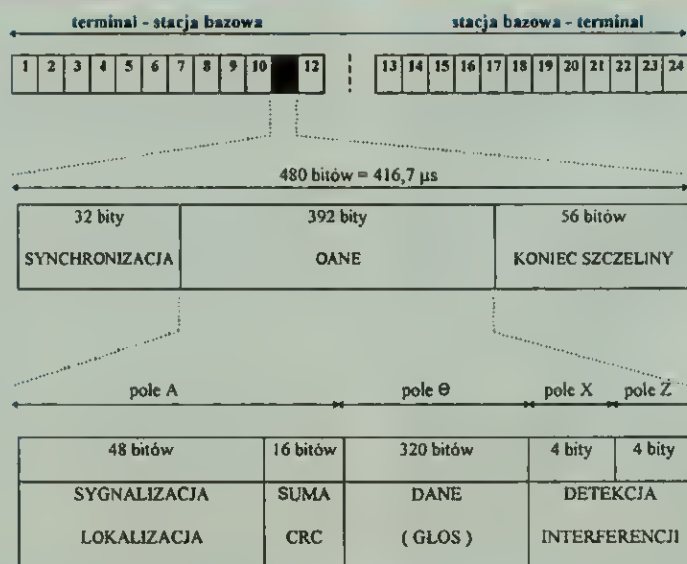 terminal - stacja bazowa
stacja bazowa - terminal
1 2 3 4 5 6 7 8 9 10 12
13 14 15 16 17 18 19 20 21 22 23 24
480 bitów = 416,7 µs
32 bity 392 bity 56 bitów
SYNCHRONIZACJA OANE KONIEC SZCZELINY
pole A pole Θ pole X pole Z
48 bitów 16 bitów 320 bitów 4 bity 4 bity
SYGNALIZACJA SUMA DANE DETEKCJA
LOKALIZACJA CRC ( GLOS ) INTERFERENCJI